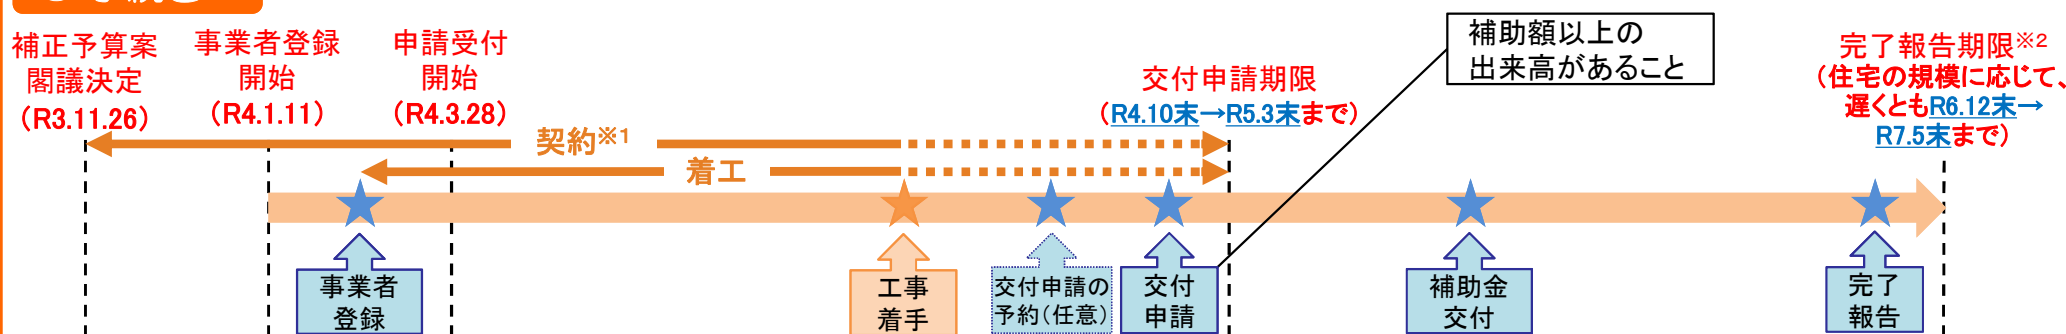 補正予算案
閣議決定
（R3.11.26）
事業者登録
開始
（R4.1.11）
申請受付
開始
（R4.3.28）
交付申請期限
（R4.10末→R5.3末まで）
補助額以上の
出来高があること
完了報告期限※2
（住宅の規模に応じて、
遅くともR6.12末→
R7.5末まで）
契約※1
着工
事業者
登録
工事
着手
交付申請の
予約（任意）
交付
申請
補助金
交付
完了
報告